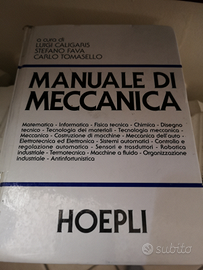 a cura di
LUIGI CALIGARIS
STEFANO FAVA
CARLO TOMASELLO
MANUALE DI
MECCANICA
Matematica - Informatica - Fisica tecnica - Chimica - Disegno
tecnico - Tecnologia dei materiali - Tecnologia meccanica -
Meccanica - Costruzione di macchine - Meccanica dell'auto -
Elettrotecnica ed Elettronica - Sistemi automatici - Controllo e
regolazione automatica - Sensori e trasduttori - Robotica
industriale - Termotecnica - Macchine a fluido - Organizzazione
industriale - Antinfortunistica
HOEPLI
subito